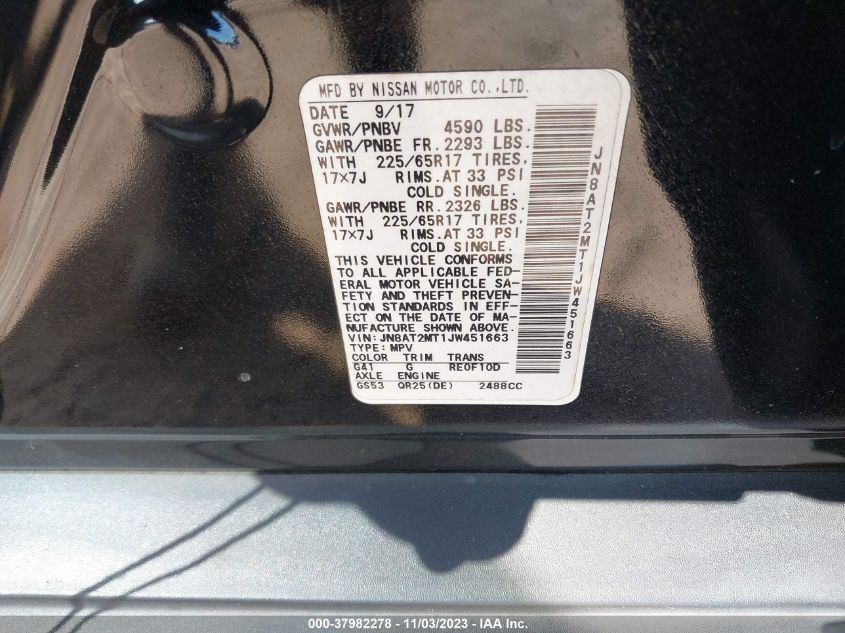 MFD BY NISSAN MOTOR CO.,LTD.
DATE 9/17
GVWR/PNBV 4590 LBS.
GAWR/PNBE FR. 2293 LBS.
WITH 225/65R17 TIRES,
17×7J RIMS.AT 33 PSI
COLD SINGLE.
GAWR/PNBE RR. 2326 LBS.
WITH 225/65R17 TIRES,
17×7J RIMS.AT 33 PSI
COLD SINGLE.
THIS VEHICLE CONFORMS
TO ALL APPLICABLE FED-
ERAL MOTOR VEHICLE SA-
FETY AND THEFT PREVEN-
TION STANDARDS IN EFF-
ECT ON THE DATE OF MA-
NUFACTURE SHOWN ABOVE.
VIN: JN8AT2MT1JW451663
TYPE: MPV
COLOR TRIM TRANS
G41 G RE0F10D
AXLE ENGINE
GS53 QR25(DE) 2488CC
JN8AT2MT1JW451663
000-37982278 - 11/03/2023 - Copyright © 2023 IAA, Inc.